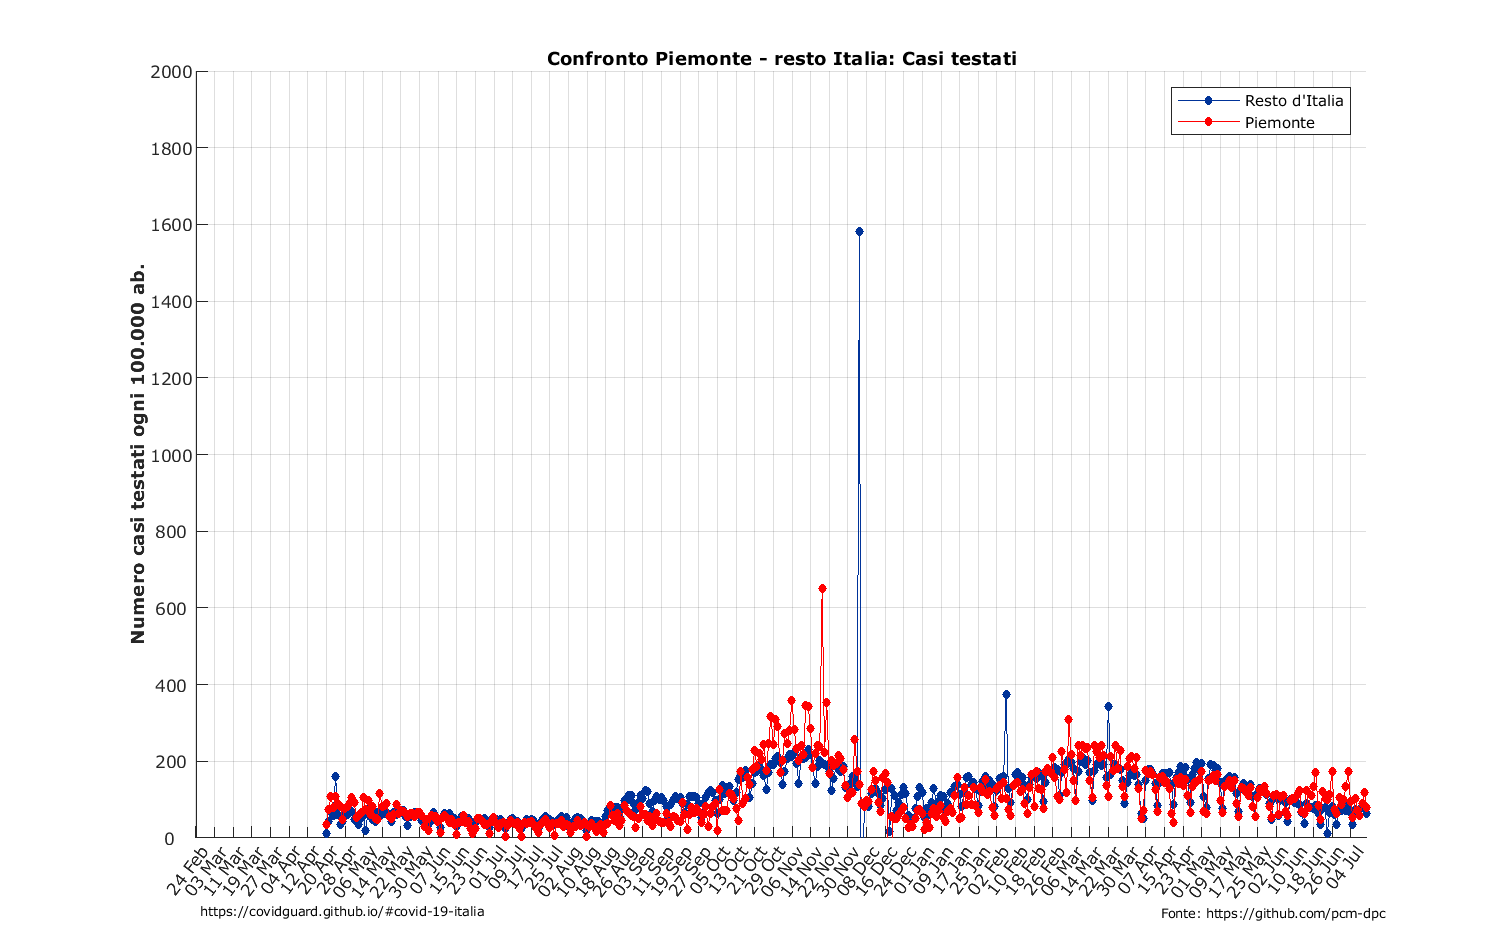 Confronto Piemonte - resto Italia: Casi testati
Resto d'Italia
Piemonte
Numero casi testati ogni 100.000 ab.
2000
1800
1600
1400
1200
1000
800
600
400
200
0
24 Feb
03 Mar
11 Mar
19 Mar
27 Mar
04 Apr
12 Apr
20 Apr
28 Apr
06 May
14 May
22 May
30 May
07 Jun
15 Jun
23 Jun
01 Jul
09 Jul
17 Jul
25 Jul
02 Aug
10 Aug
18 Aug
26 Aug
03 Sep
11 Sep
19 Sep
27 Sep
05 Oct
13 Oct
21 Oct
29 Oct
06 Nov
14 Nov
22 Nov
30 Nov
08 Dec
16 Dec
24 Dec
01 Jan
09 Jan
17 Jan
25 Jan
02 Feb
10 Feb
18 Feb
26 Feb
06 Mar
14 Mar
22 Mar
30 Mar
07 Apr
15 Apr
23 Apr
01 May
09 May
17 May
25 May
02 Jun
10 Jun
18 Jun
26 Jun
04 Jul
https://covidguard.github.io/#covid-19-italia
Fonte: https://github.com/pcm-dpc